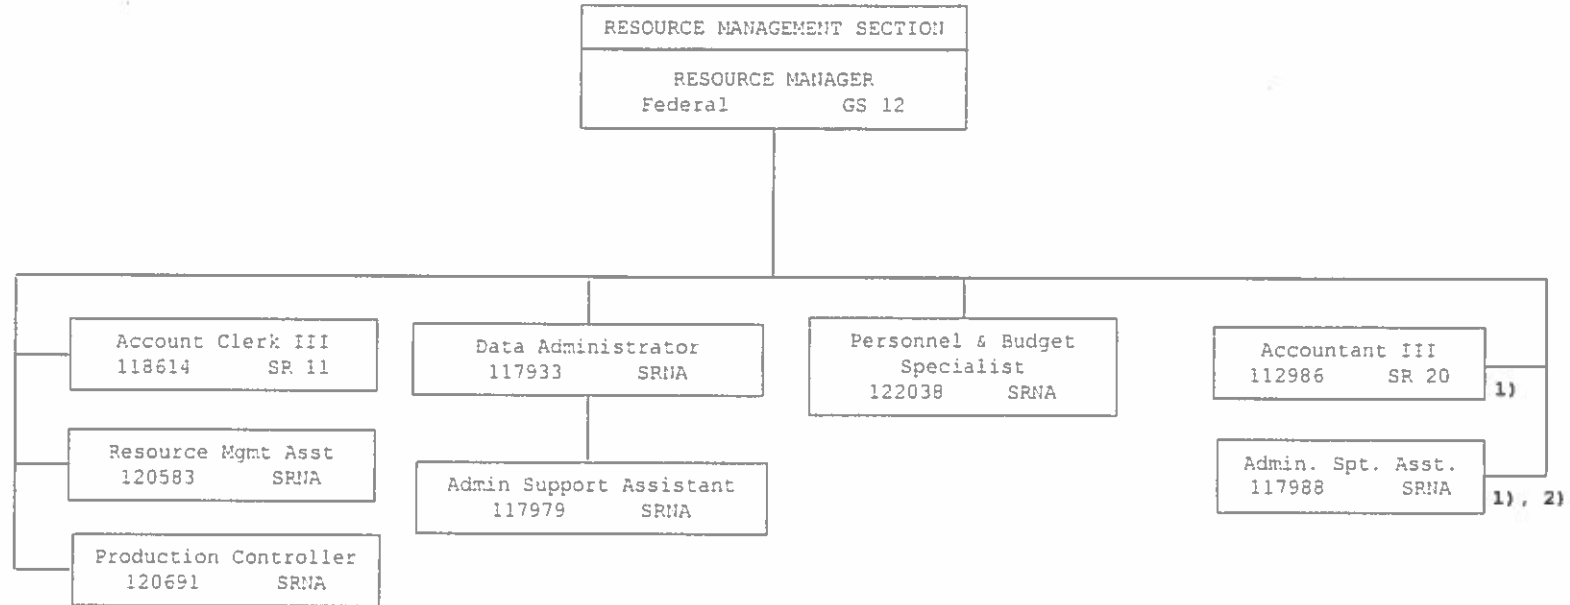 RESOURCE MANAGEMENT SECTION
RESOURCE MANAGER
Federal GS 12
Account Clerk III
118614 SR 11
Resource Mgmt Asst
120583 SRNA
Production Controller
120691 SRNA
Data Administrator
117933 SRNA
Admin Support Assistant
117979 SRNA
Personnel & Budget
Specialist
122038 SRNA
Accountant III
112986 SR 20
1)
Admin. Spt. Asst.
117988 SRNA
1), 2)